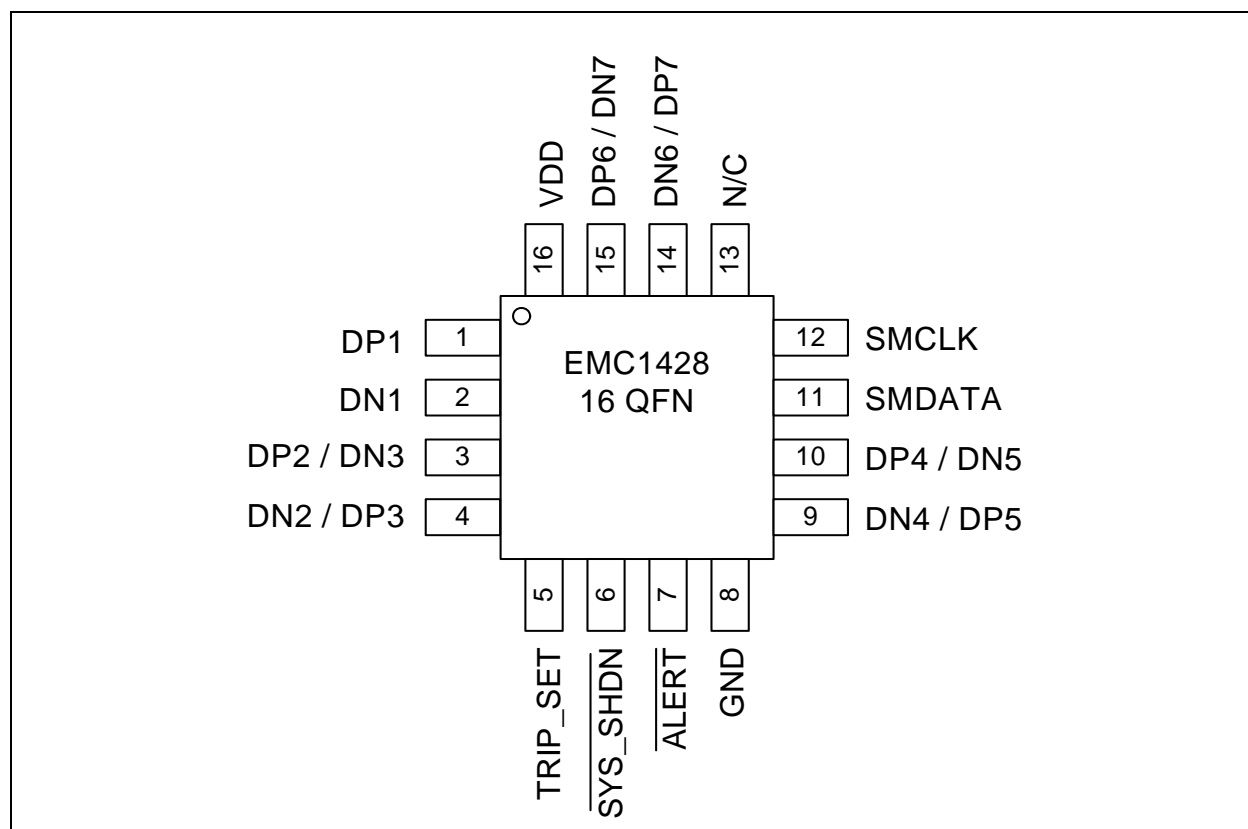 VDD
DP6 / DN7
DN6 / DP7
N/C
16
15
14
13
DP1
1
DN1
2
DP2 / DN3
3
DN2 / DP3
4
EMC1428
16 QFN
12
SMCLK
11
SMDATA
10
DP4 / DN5
9
DN4 / DP5
5
6
7
8
TRIP_SET
SYS_SHDN
ALERT
GND